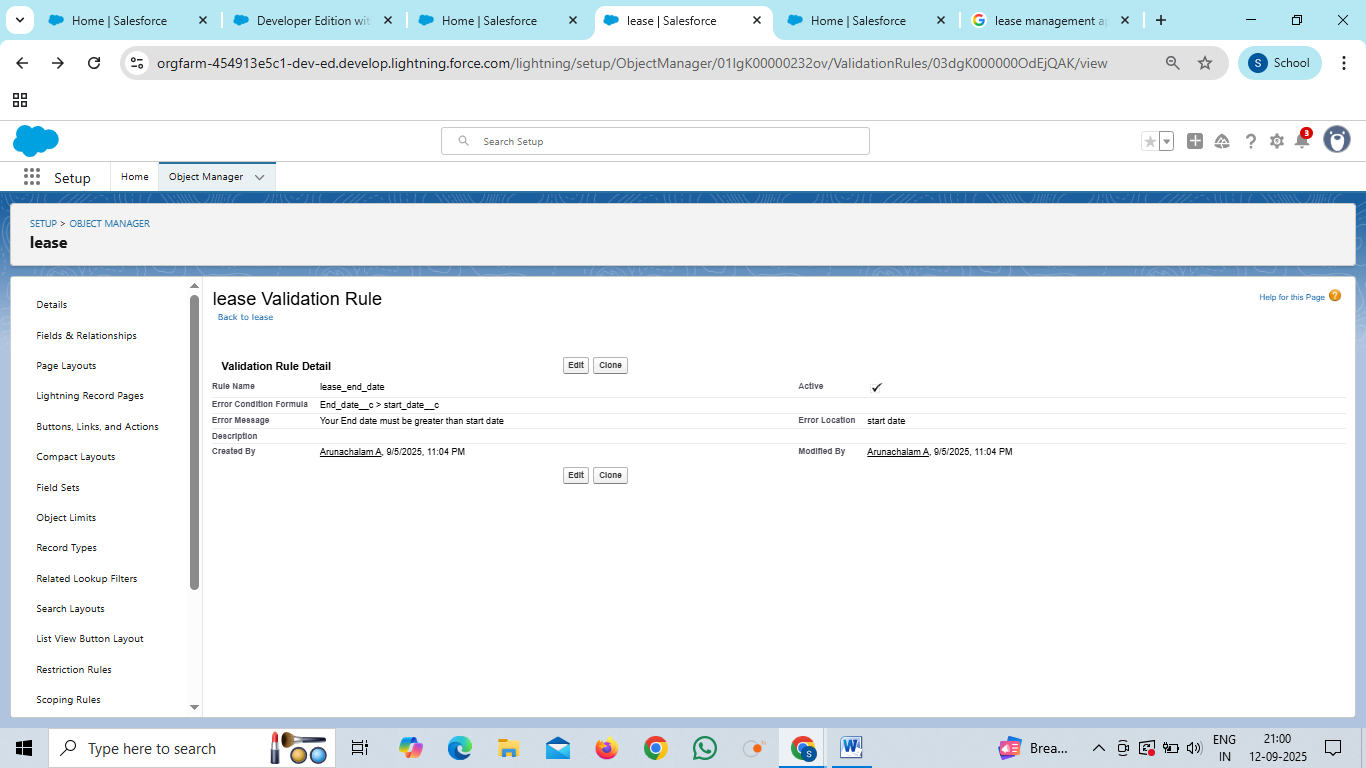 Home | Salesforce
Developer Edition wit
Home | Salesforce
lease | Salesforce
Home | Salesforce
lease management ap
orgfarm-454913e5c1-dev-ed.develop.lightning.force.com/lightning/setup/ObjectManager/01IgK00000232ov/ValidationRules/03dgK000000OdEjQAK/view
S School
Search Setup
3
Setup Home Object Manager
SETUP > OBJECT MANAGER
lease
Details
Fields & Relationships
Page Layouts
Lightning Record Pages
Buttons, Links, and Actions
Compact Layouts
Field Sets
Object Limits
Record Types
Related Lookup Filters
Search Layouts
List View Button Layout
Restriction Rules
Scoping Rules
lease Validation Rule
Help for this Page ?
Back to lease
Validation Rule Detail Edit Clone
Rule Name lease_end_date Active ✓
Error Condition Formula End_date__c > start_date__c
Error Message Your End date must be greater than start date Error Location start date
Description
Created By Arunachalam A, 9/5/2025, 11:04 PM Modified By Arunachalam A, 9/5/2025, 11:04 PM
Edit Clone
Type here to search
Brea...
ENG
IN
21:00
12-09-2025